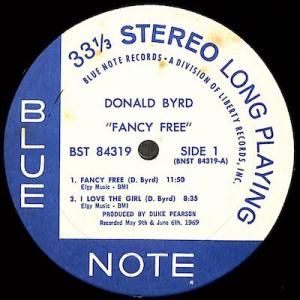 33 1/3 STEREO LONG PLAYING
BLUE NOTE RECORDS • A DIVISION OF LIBERTY RECORDS, INC.
BLUE
DONALD BYRD
"FANCY FREE"
BST 84319
SIDE 1
(BNST 84319-A)
1. FANCY FREE (D. Byrd) 11:50
Elgy Music - BMI
2. I LOVE THE GIRL (D. Byrd) 8:35
Elgy Music - BMI
PRODUCED BY DUKE PEARSON
Recorded May 9th & June 6th, 1969
NOTE